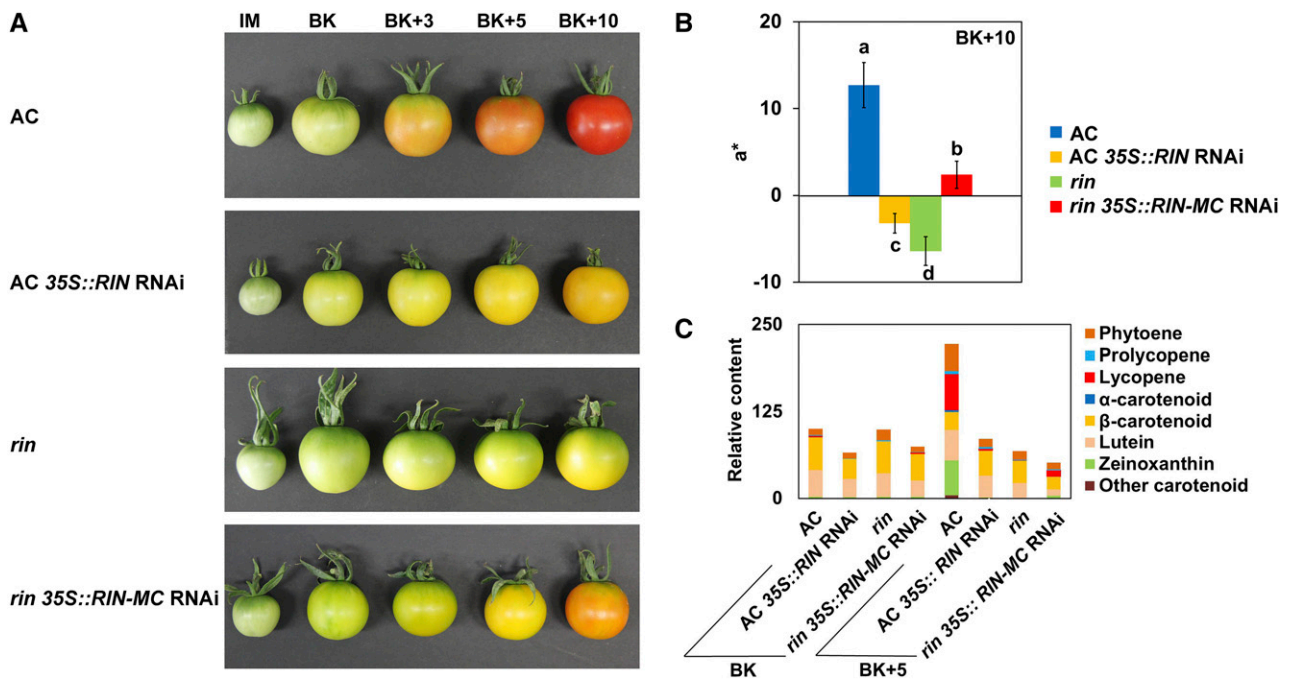 A
IM BK BK+3 BK+5 BK+10
AC
AC 35S::RIN RNAi
rin
rin 35S::RIN-MC RNAi
B
20
10
0
-10
a*
BK+10
a
b
c
d
AC
AC 35S::RIN RNAi
rin
rin 35S::RIN-MC RNAi
C
250
125
0
Relative content
Phytoene
Prolycopene
Lycopene
α-carotenoid
β-carotenoid
Lutein
Zeinoxanthin
Other carotenoid
AC
AC 35S::RIN RNAi
rin
rin 35S::RIN-MC RNAi
AC
AC 35S:: RIN RNAi
rin
rin 35S:: RIN-MC RNAi
BK
BK+5